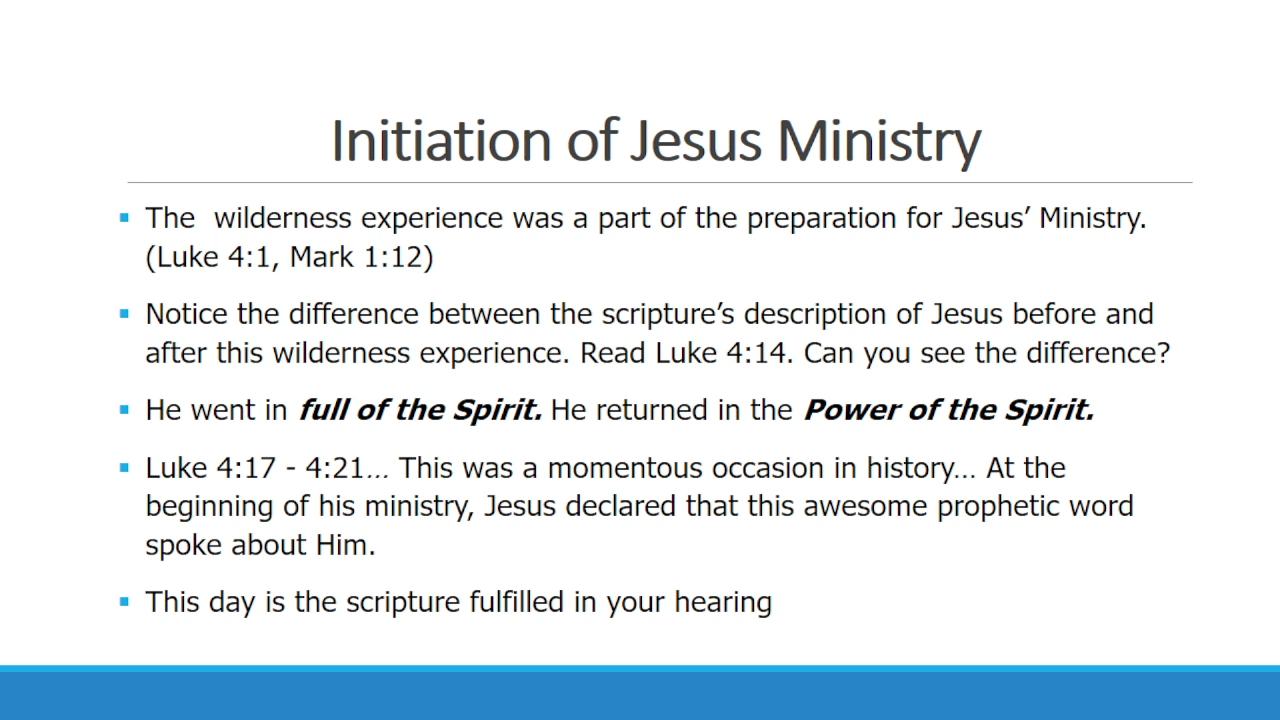 Initiation of Jesus Ministry
▪ The  wilderness experience was a part of the preparation for Jesus’ Ministry.
(Luke 4:1, Mark 1:12)
▪ Notice the difference between the scripture’s description of Jesus before and
after this wilderness experience. Read Luke 4:14. Can you see the difference?
▪ He went in full of the Spirit. He returned in the Power of the Spirit.
▪ Luke 4:17 - 4:21… This was a momentous occasion in history… At the
beginning of his ministry, Jesus declared that this awesome prophetic word
spoke about Him.
▪ This day is the scripture fulfilled in your hearing